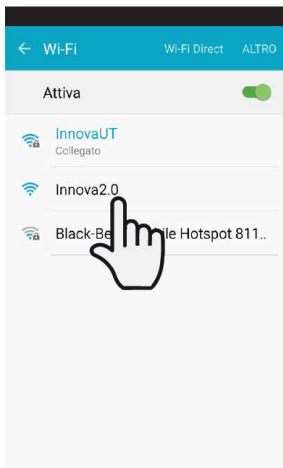 Wi-Fi Wi-Fi Direct ALTRO
Attiva
InnovaUT
Collegato
Innova2.0
Black-Be ile Hotspot 811..